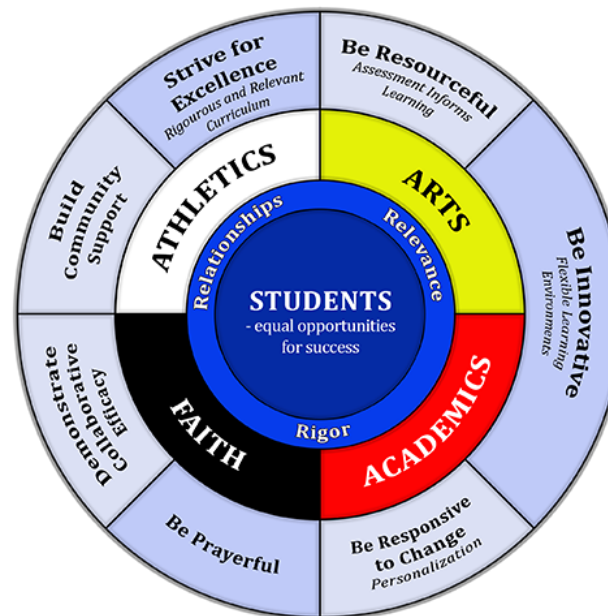 Strive for
Excellence
Rigourous and Relevant
Curriculum
Be Resourceful
Assessment Informs
Learning
Be Innovative
Flexible Learning
Environments
Be Responsive
to Change
Personalization
Be Prayerful
Demonstrate
Collaborative
Efficacy
Build
Community
Support
ATHLETICS
ARTS
ACADEMICS
FAITH
Relationships
Relevance
Rigor
STUDENTS
- equal opportunities
for success